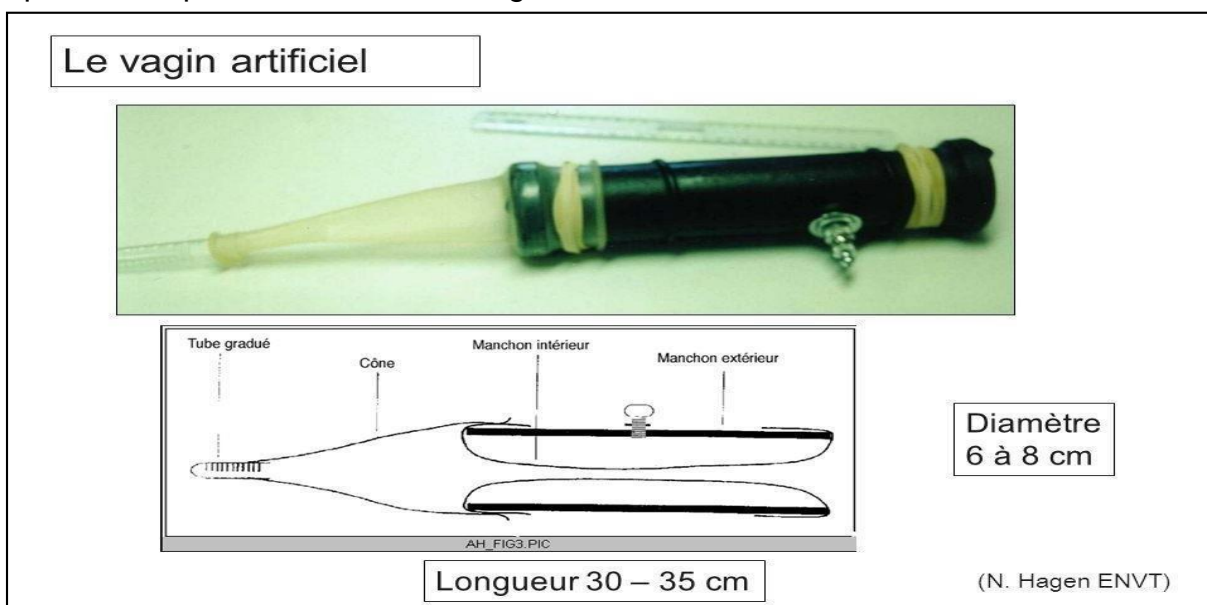 Le vagin artificiel
Tube gradué
Cône
Manchon intérieur
Manchon extérieur
Diamètre
6 à 8 cm
AH_FIG3.PIC
Longueur 30 – 35 cm
(N. Hagen ENVT)